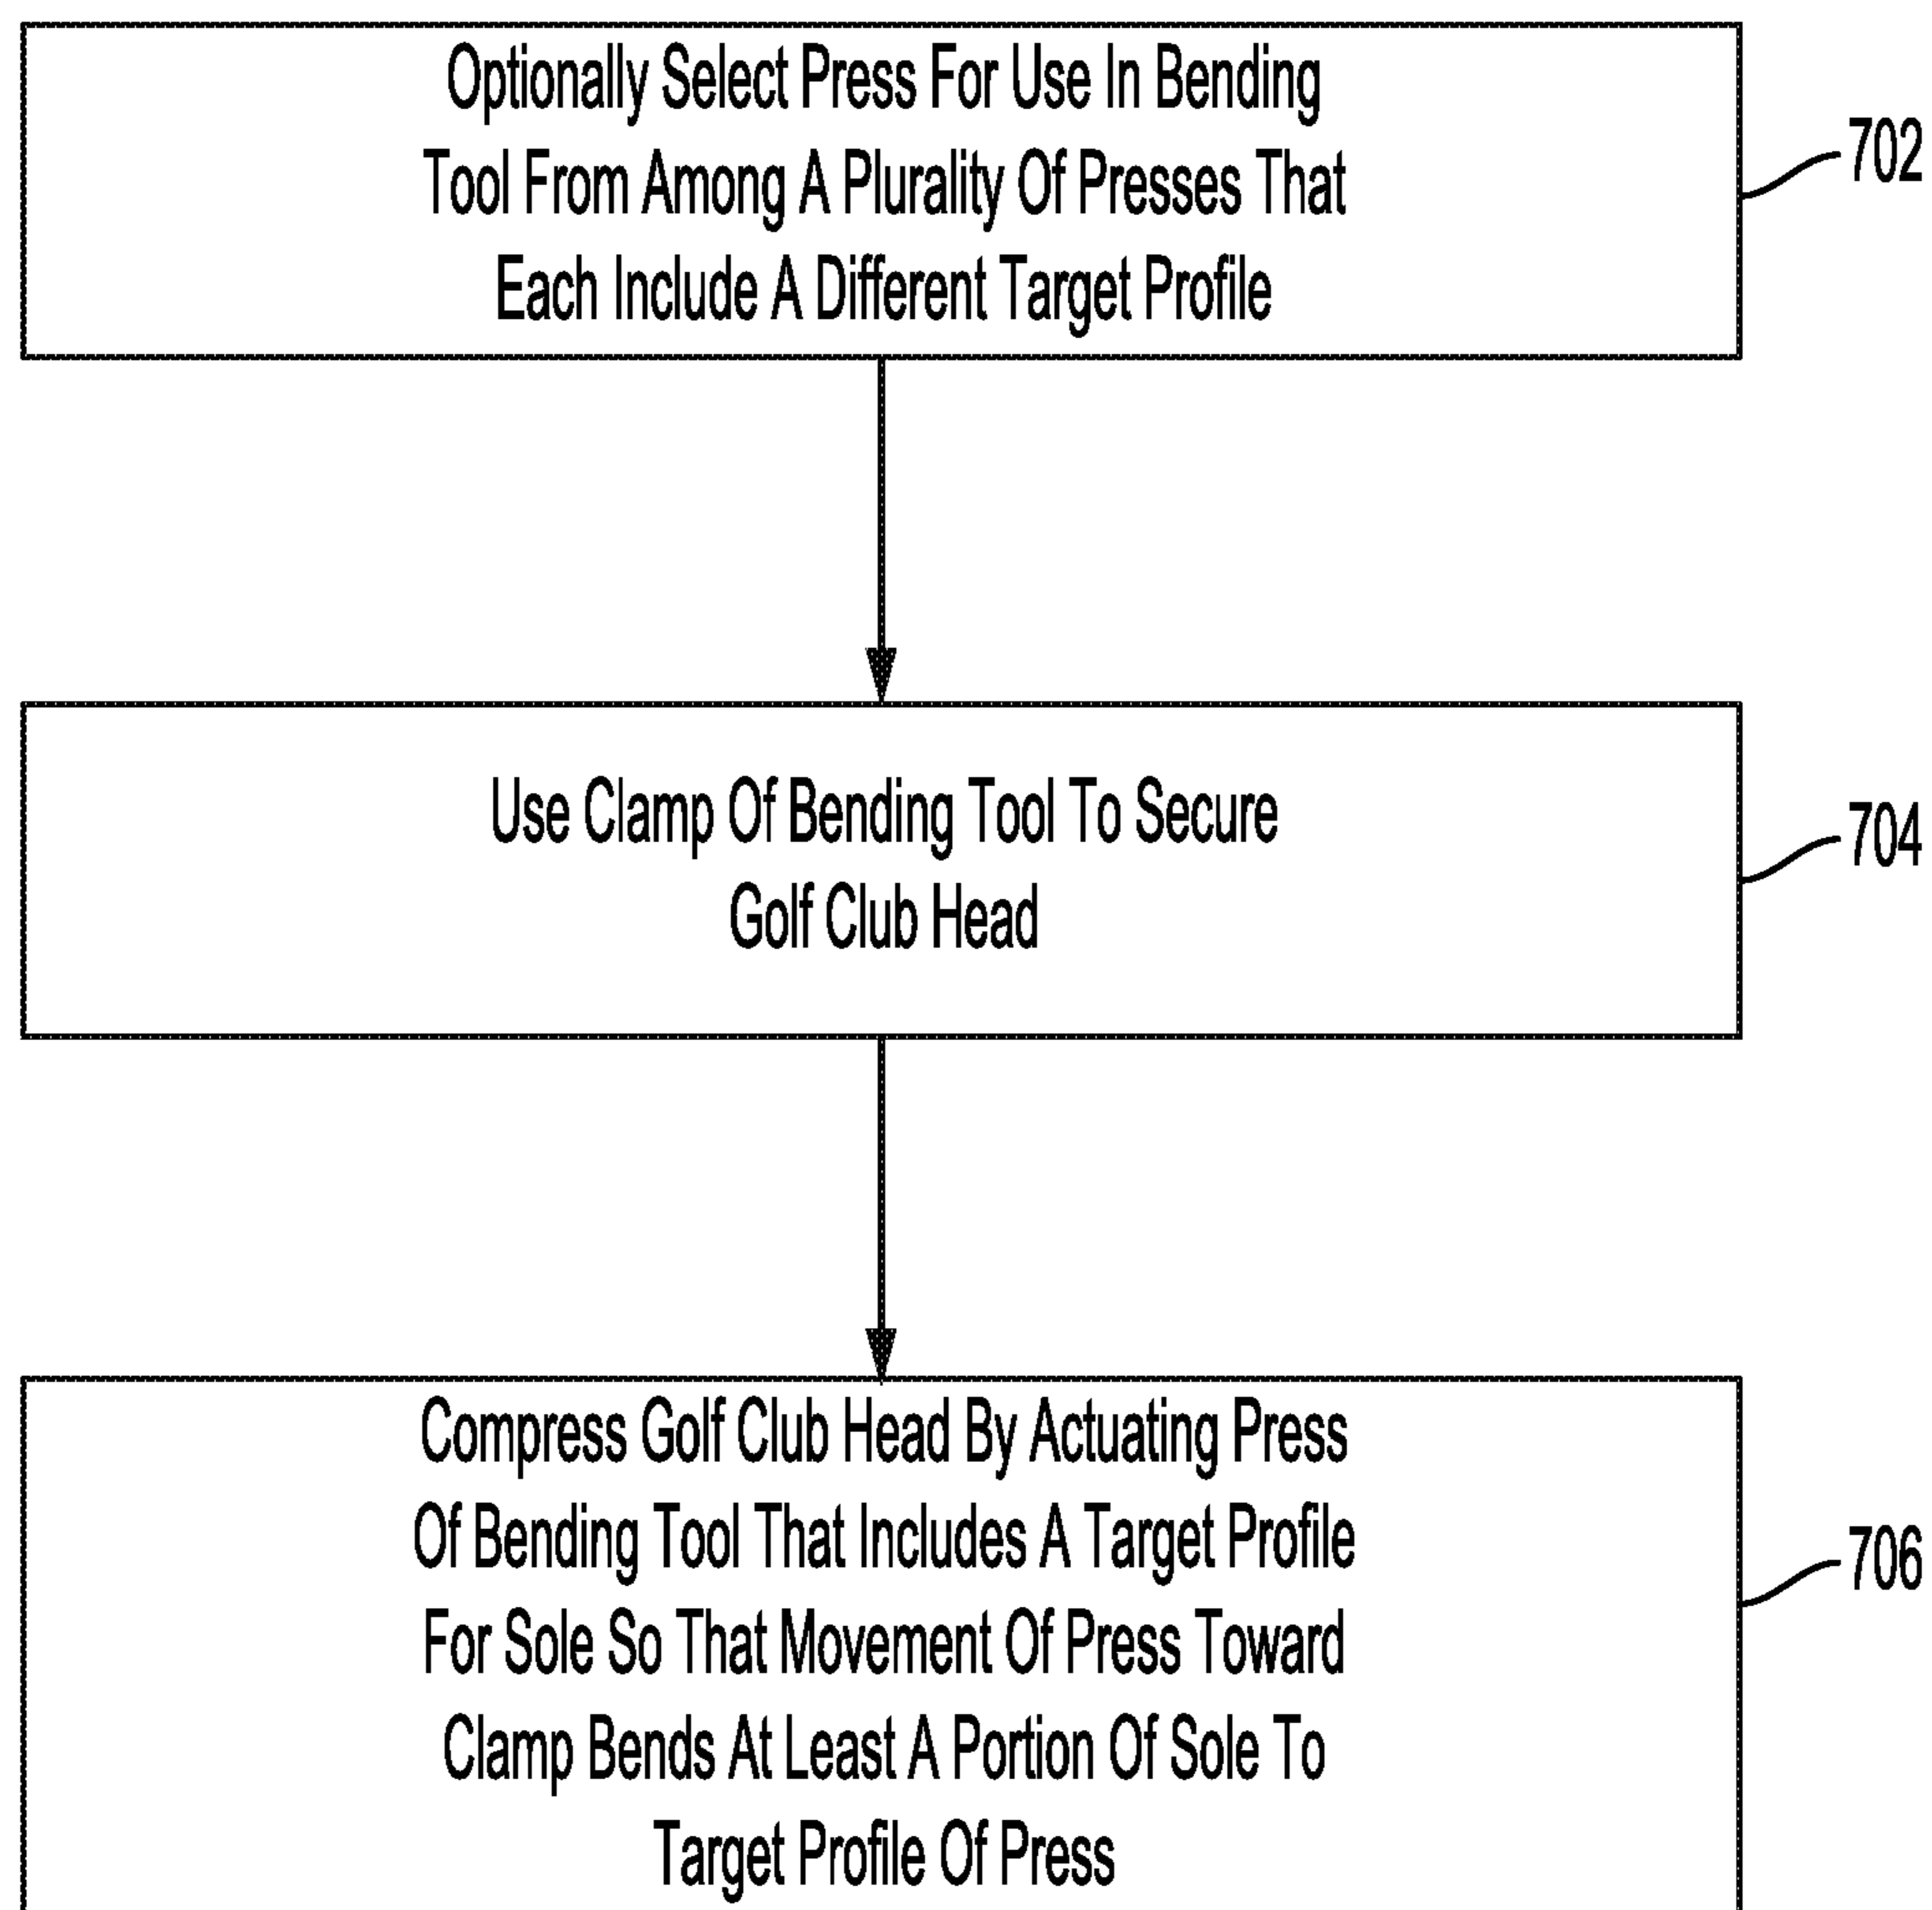 Optionally Select Press For Use In Bending
Tool From Among A Plurality Of Presses That
Each Include A Different Target Profile
702
Use Clamp Of Bending Tool To Secure
Golf Club Head
704
Compress Golf Club Head By Actuating Press
Of Bending Tool That Includes A Target Profile
For Sole So That Movement Of Press Toward
Clamp Bends At Least A Portion Of Sole To
Target Profile Of Press
706